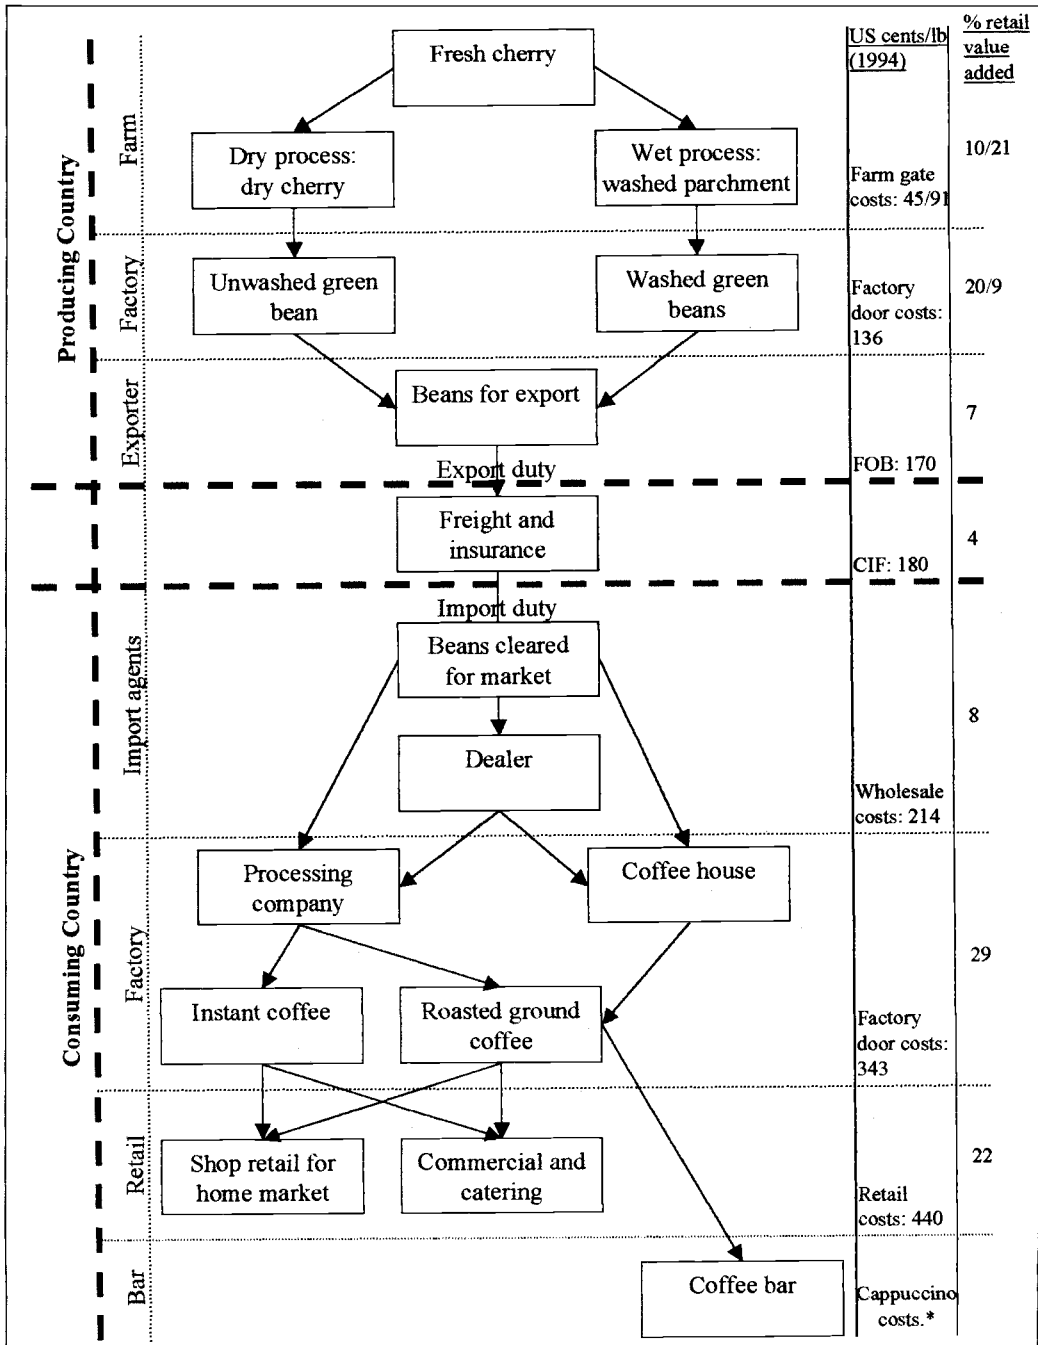 US cents/lb
(1994)
% retail
value
added
Producing Country
Farm
Fresh cherry
Dry process:
dry cherry
Wet process:
washed parchment
Farm gate
costs: 45/91
10/21
Factory
Unwashed green
bean
Washed green
beans
Factory
door costs:
136
20/9
Exporter
Beans for export
Export duty
FOB: 170
7
Freight and
insurance
CIF: 180
4
Consuming Country
Import agents
Import duty
Beans cleared
for market
Dealer
Wholesale
costs: 214
8
Factory
Processing
company
Coffee house
Instant coffee
Roasted ground
coffee
Factory
door costs:
343
29
Retail
Shop retail for
home market
Commercial and
catering
Retail
costs: 440
22
Bar
Coffee bar
Cappuccino
costs.*